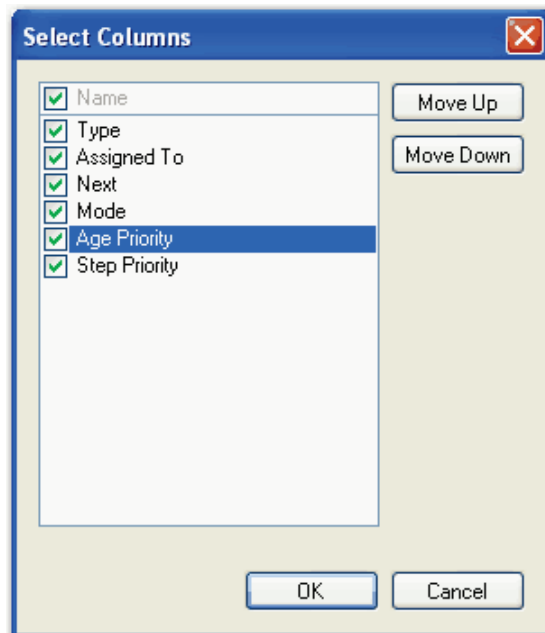 Select Columns
Name
Move Up
Type
Assigned To
Move Down
Next
Mode
Age Priority
Step Priority
OK
Cancel